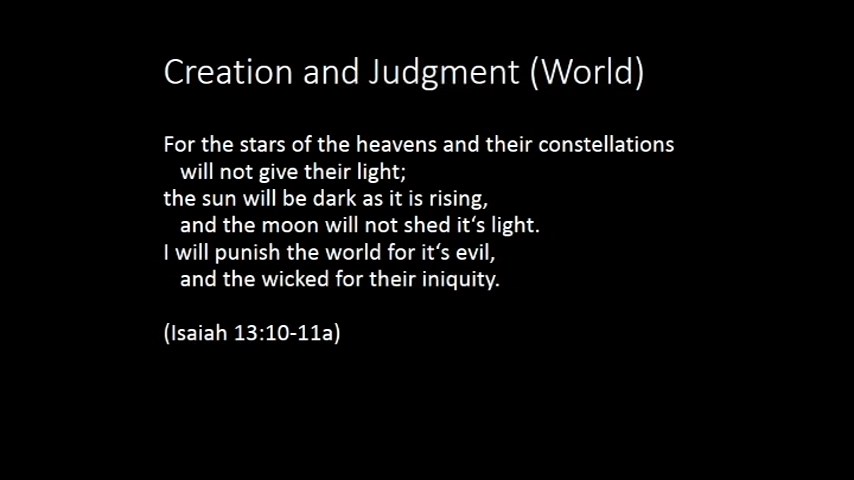 Creation and Judgment (World)
For the stars of the heavens and their constellations
will not give their light;
the sun will be dark as it is rising,
and the moon will not shed it‘s light.
I will punish the world for it‘s evil,
and the wicked for their iniquity.
(Isaiah 13:10-11a)